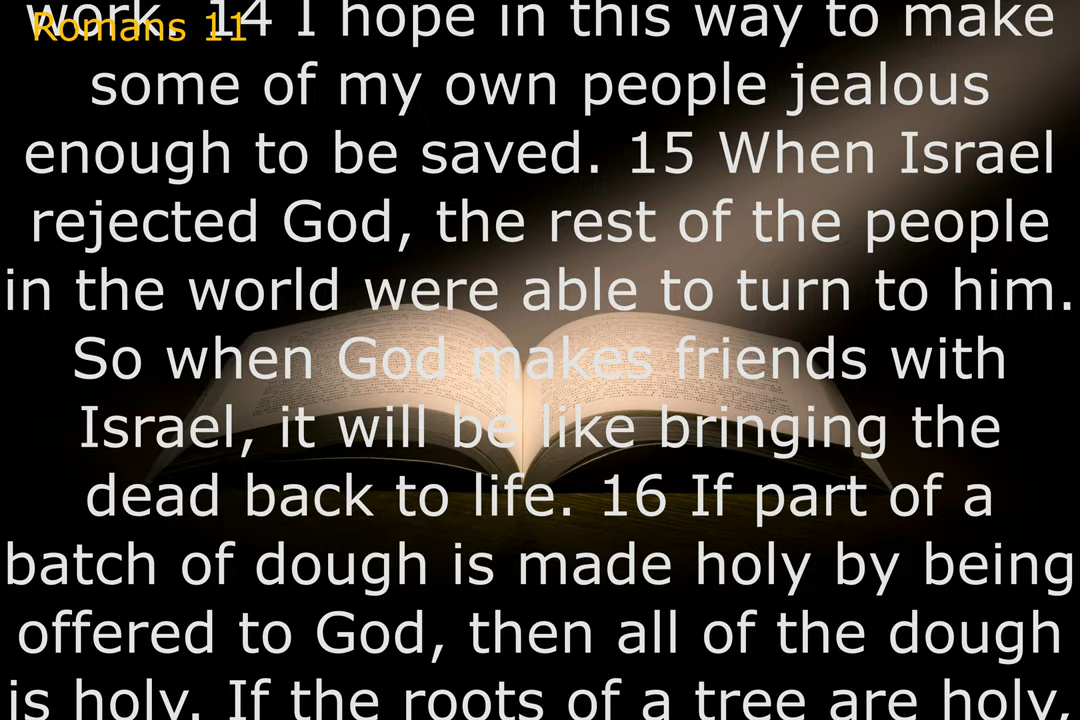 Romans 11
work. 14 I hope in this way to make
some of my own people jealous
enough to be saved. 15 When Israel
rejected God, the rest of the people
in the world were able to turn to him.
So when God makes friends with
Israel, it will be like bringing the
dead back to life. 16 If part of a
batch of dough is made holy by being
offered to God, then all of the dough
is holy. If the roots of a tree are holy,